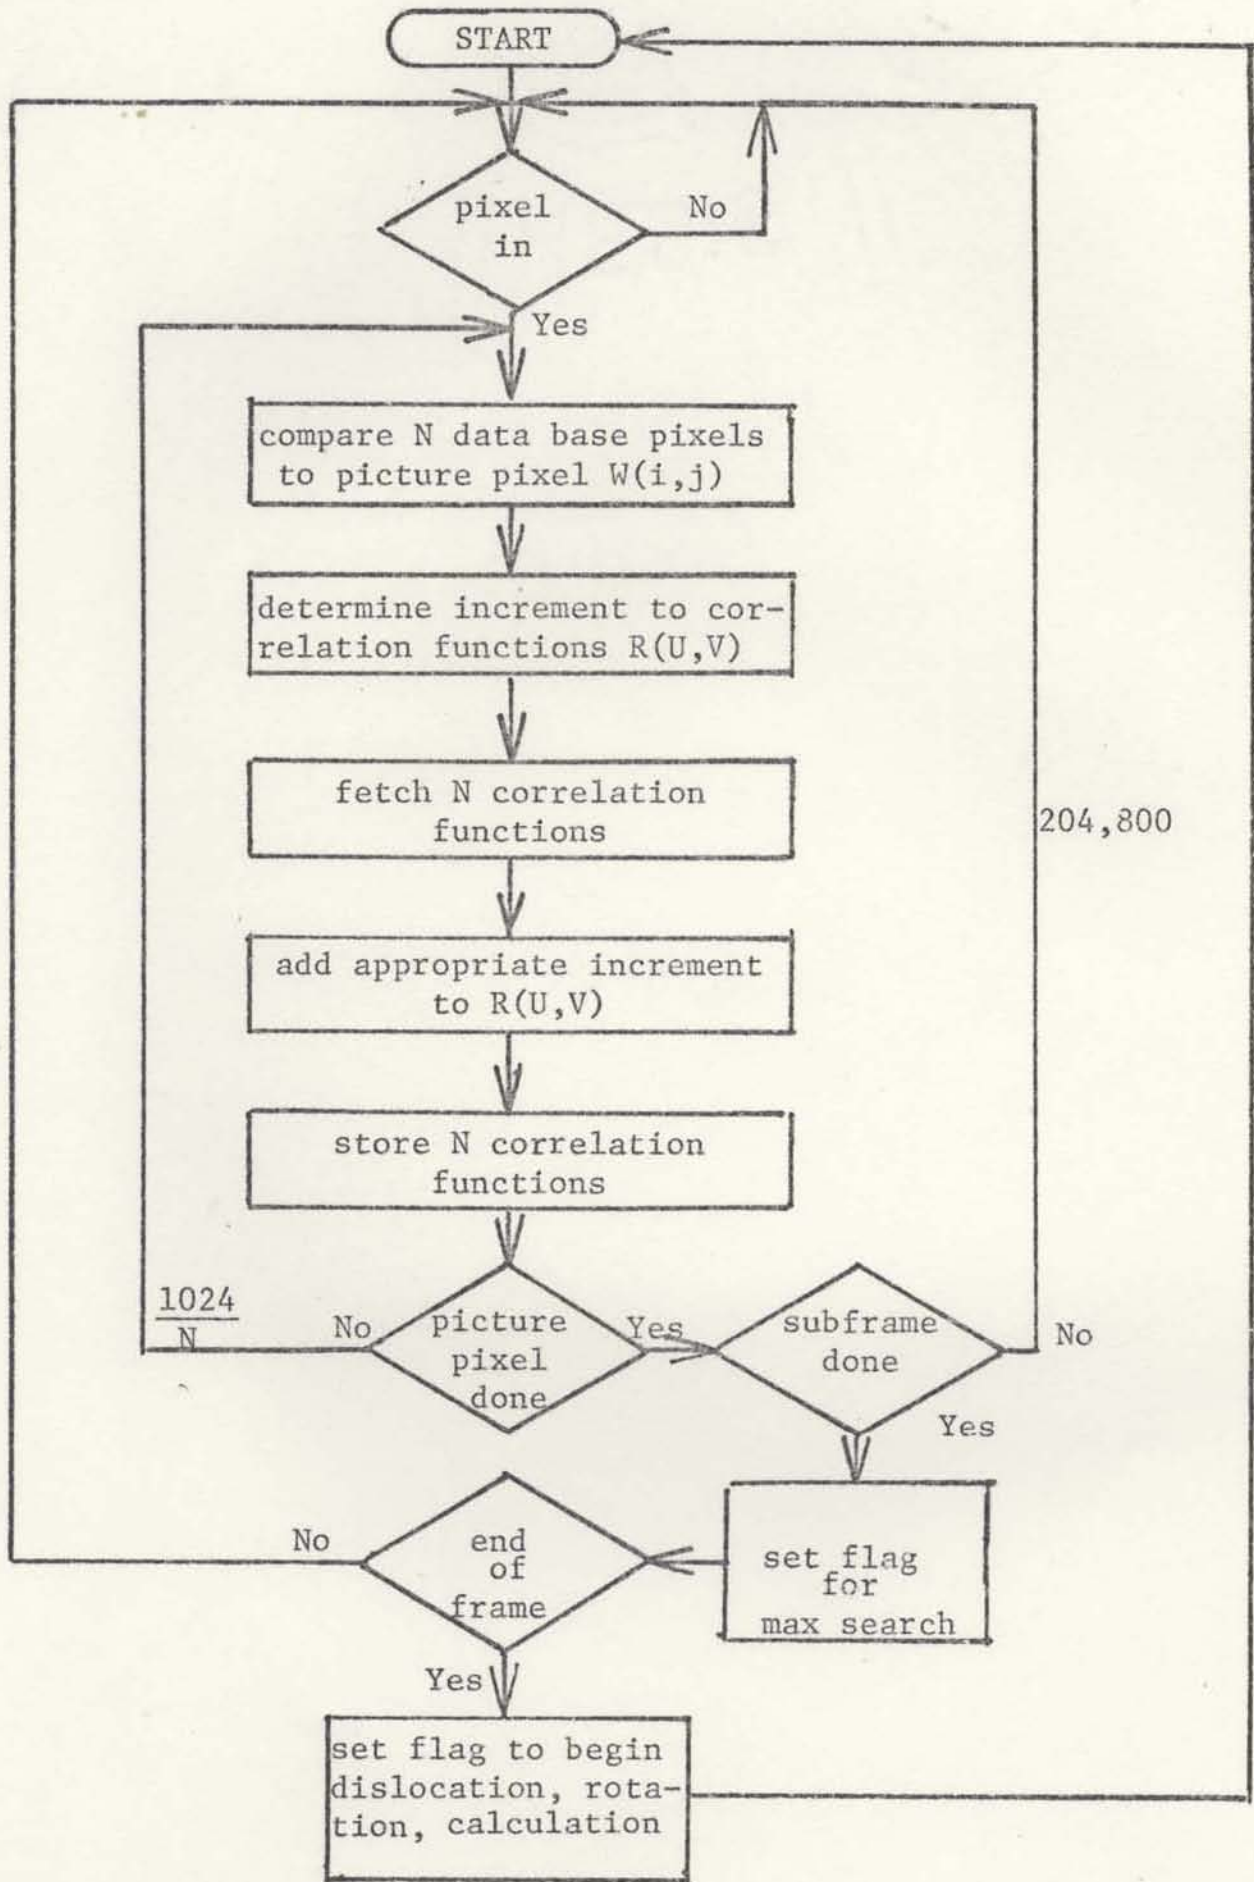 START
pixel
in
No
Yes
compare N data base pixels
to picture pixel W(i,j)
determine increment to cor-
relation functions R(U,V)
fetch N correlation
functions
204,800
add appropriate increment
to R(U,V)
store N correlation
functions
1024
N
No
picture
pixel
done
Yes
subframe
done
No
Yes
set flag
for
max search
end
of
frame
No
Yes
set flag to begin
dislocation, rota-
tion, calculation